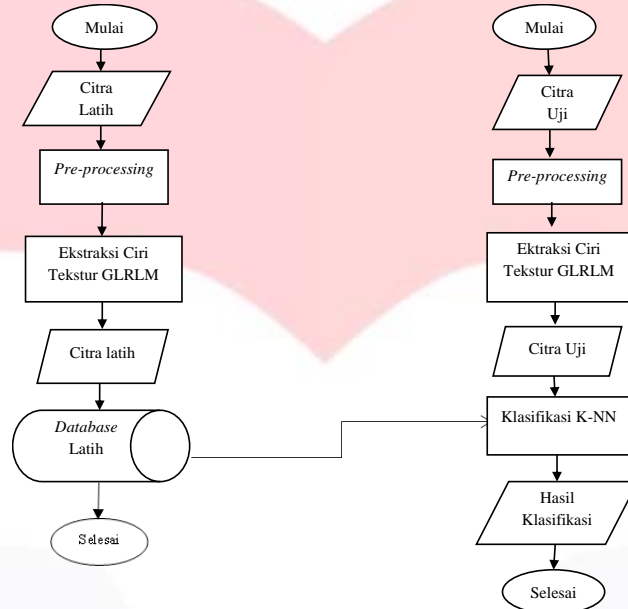 Mulai
Citra
Latih
Pre-processing
Ekstraksi Ciri
Tekstur GLRLM
Citra latih
Database
Latih
Selesai
Mulai
Citra
Uji
Pre-processing
Ektraksi Ciri
Tekstur GLRLM
Citra Uji
Klasifikasi K-NN
Hasil
Klasifikasi
Selesai